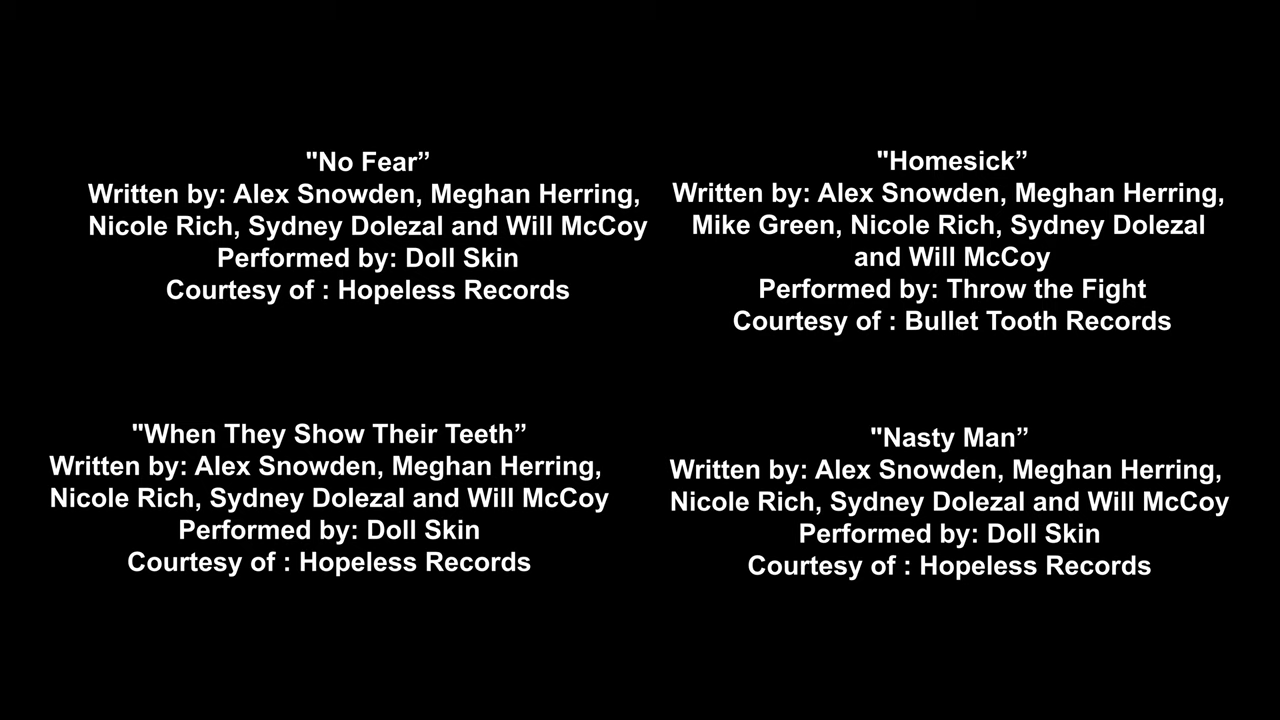 "No Fear”
Written by: Alex Snowden, Meghan Herring,
Nicole Rich, Sydney Dolezal and Will McCoy
Performed by: Doll Skin
Courtesy of : Hopeless Records
"Homesick”
Written by: Alex Snowden, Meghan Herring,
Mike Green, Nicole Rich, Sydney Dolezal
and Will McCoy
Performed by: Throw the Fight
Courtesy of : Bullet Tooth Records
"When They Show Their Teeth”
Written by: Alex Snowden, Meghan Herring,
Nicole Rich, Sydney Dolezal and Will McCoy
Performed by: Doll Skin
Courtesy of : Hopeless Records
"Nasty Man”
Written by: Alex Snowden, Meghan Herring,
Nicole Rich, Sydney Dolezal and Will McCoy
Performed by: Doll Skin
Courtesy of : Hopeless Records